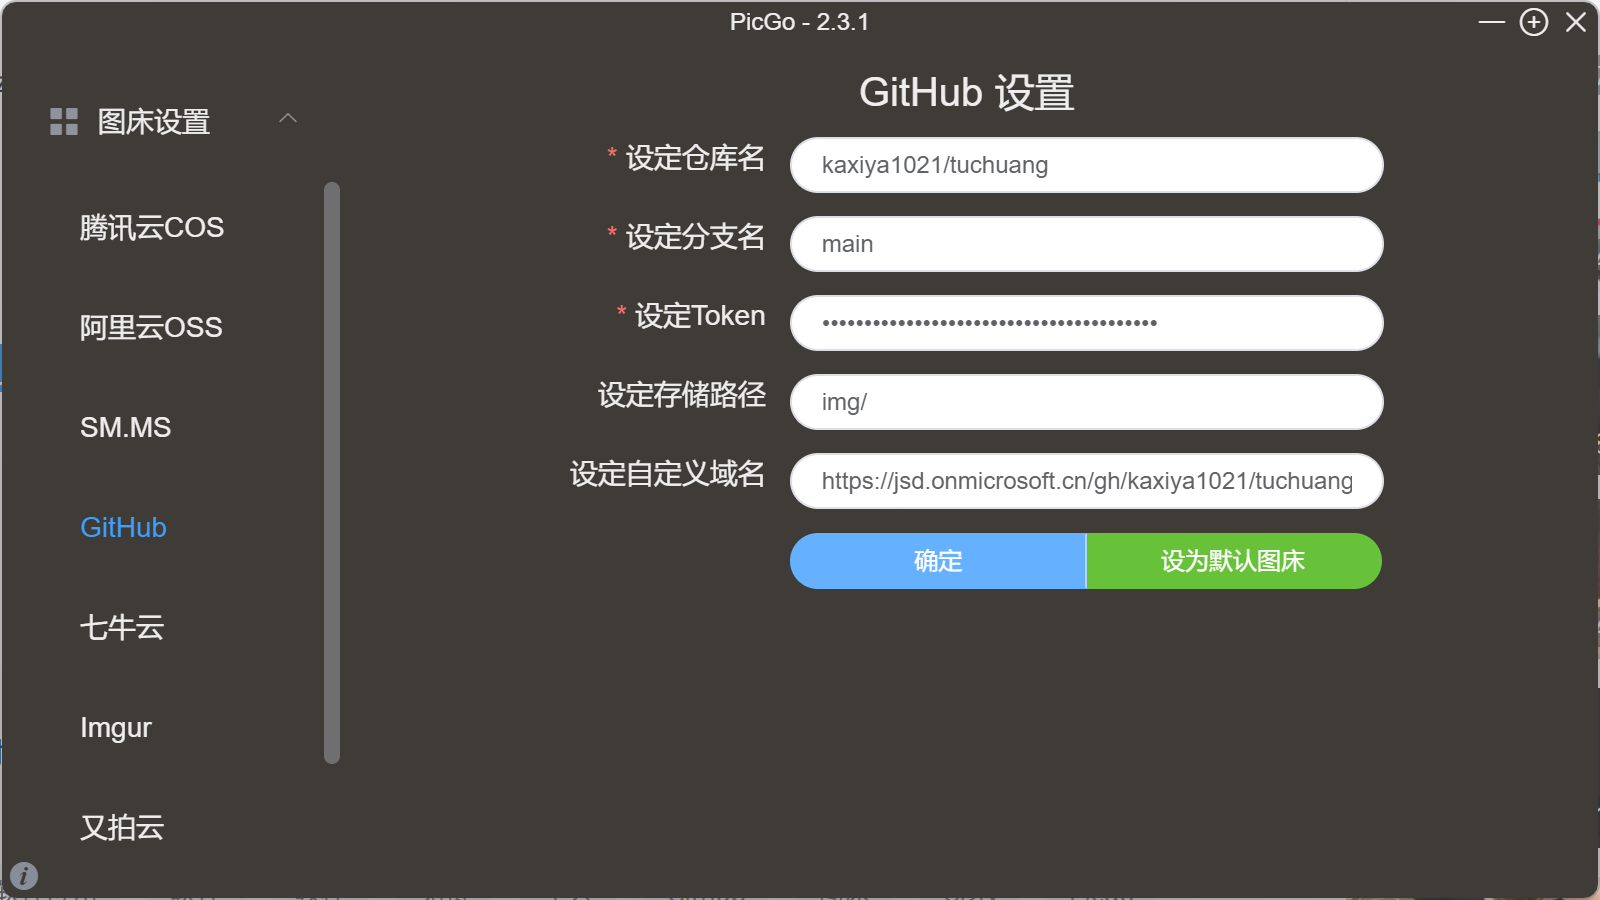 PicGo - 2.3.1
图床设置
腾讯云COS
阿里云OSS
SM.MS
GitHub
七牛云
Imgur
又拍云
GitHub 设置
* 设定仓库名
kaxiya1021/tuchuang
* 设定分支名
main
* 设定Token
••••••••••••••••••••••••••••••••••••••••
设定存储路径
img/
设定自定义域名
https://jsd.onmicrosoft.cn/gh/kaxiya1021/tuchuang
确定
设为默认图床